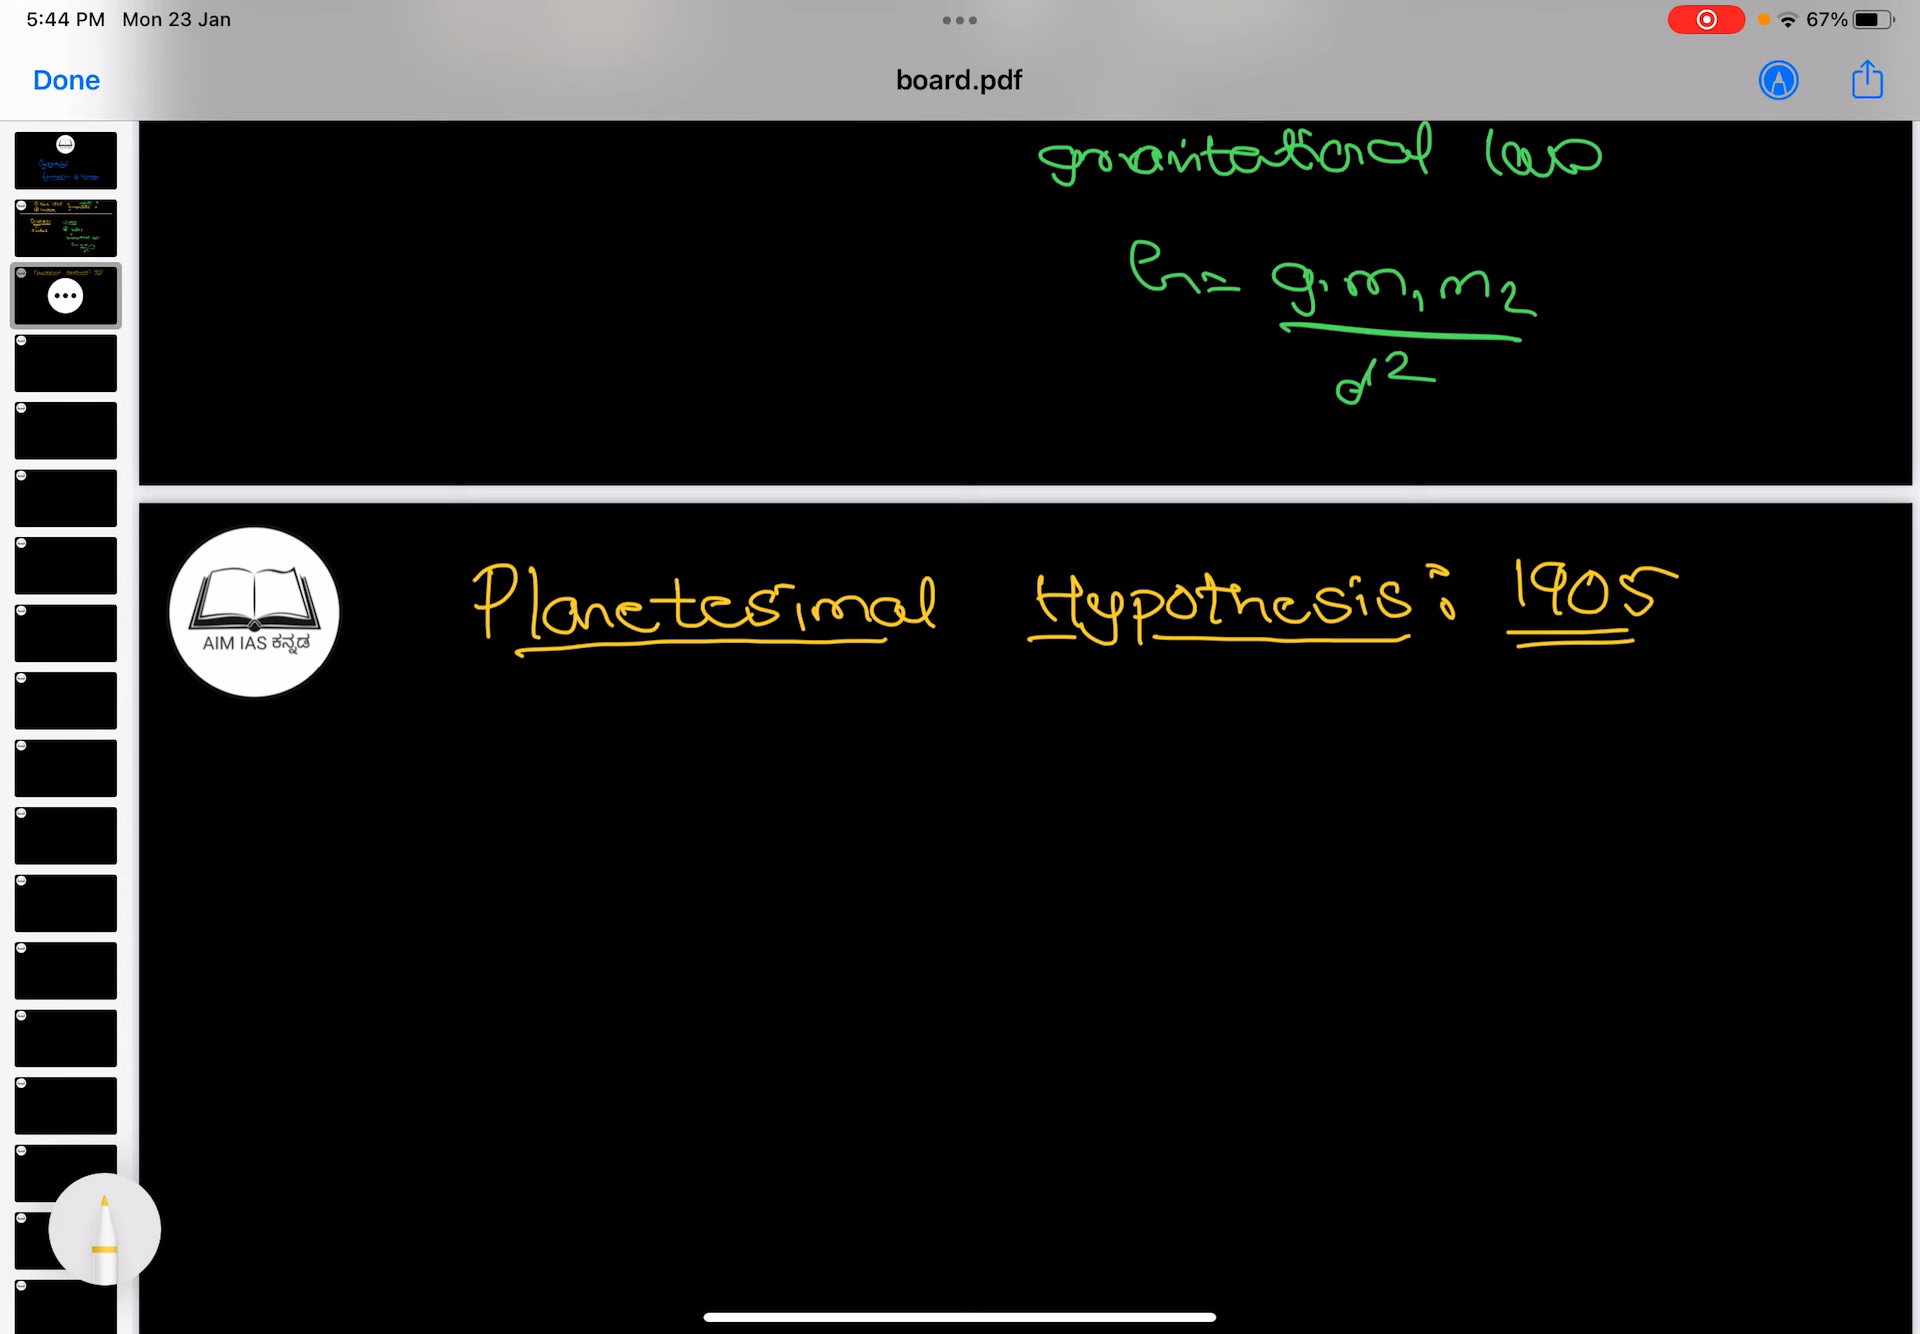 5:44 PM Mon 23 Jan
67%
Done
board.pdf
gravitational law
g. m1 m2
d2
AIM IAS ಕನ್ನಡ
Planetesimal Hypothesis: 1905